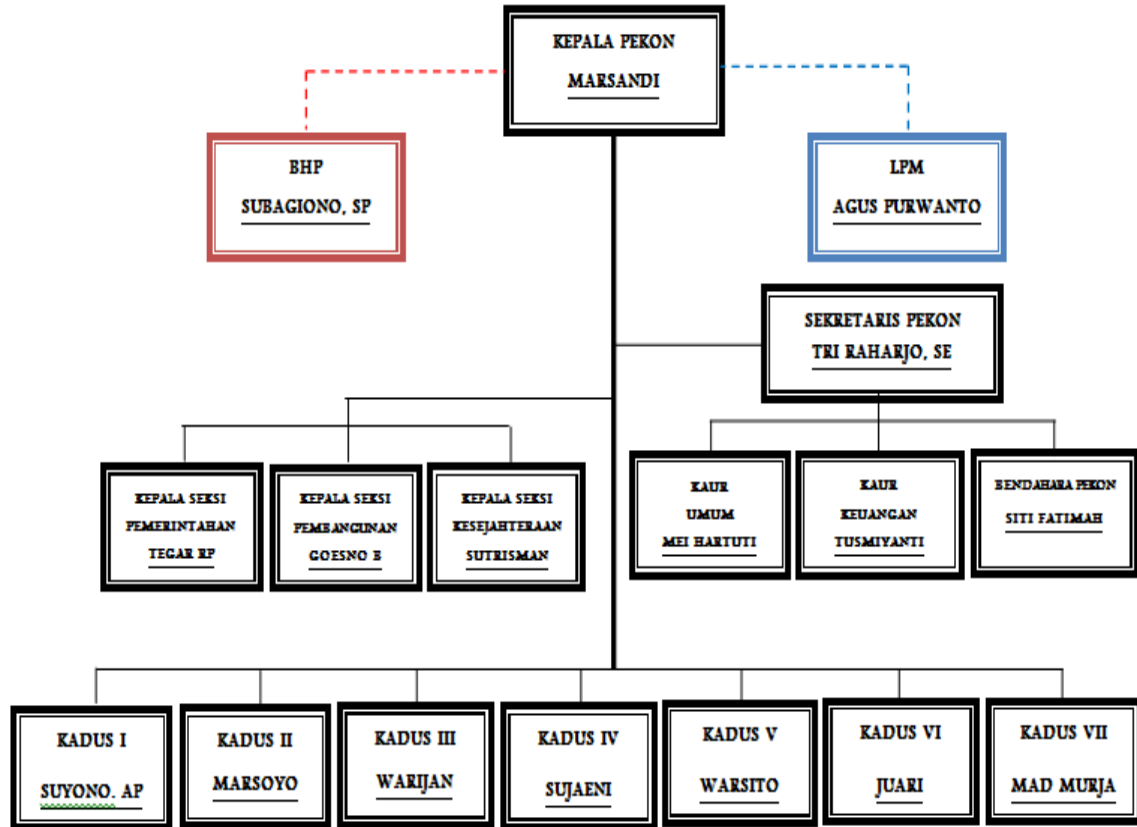 KEPALA PEKON
MARSANDI
BHP
SUBAGIONO, SP
LPM
AGUS PURWANTO
SEKRETARIS PEKON
TRI RAHARJO, SE
KEPALA SEKSI
PEMERINTAHAN
TEGAR RP
KEPALA SEKSI
PEMBANGUNAN
GOESNO B
KEPALA SEKSI
KESEJAHTERAAN
SUTRISMAN
KAUR
UMUM
MEI HARTUTI
KAUR
KEUANGAN
TUSMIYANTI
BENDAHARA PEKON
SITI FATIMAH
KADUS I
SUYONO. AP
KADUS II
MARSOYO
KADUS III
WARIJAN
KADUS IV
SUJAENI
KADUS V
WARSITO
KADUS VI
JUARI
KADUS VII
MAD MURJA